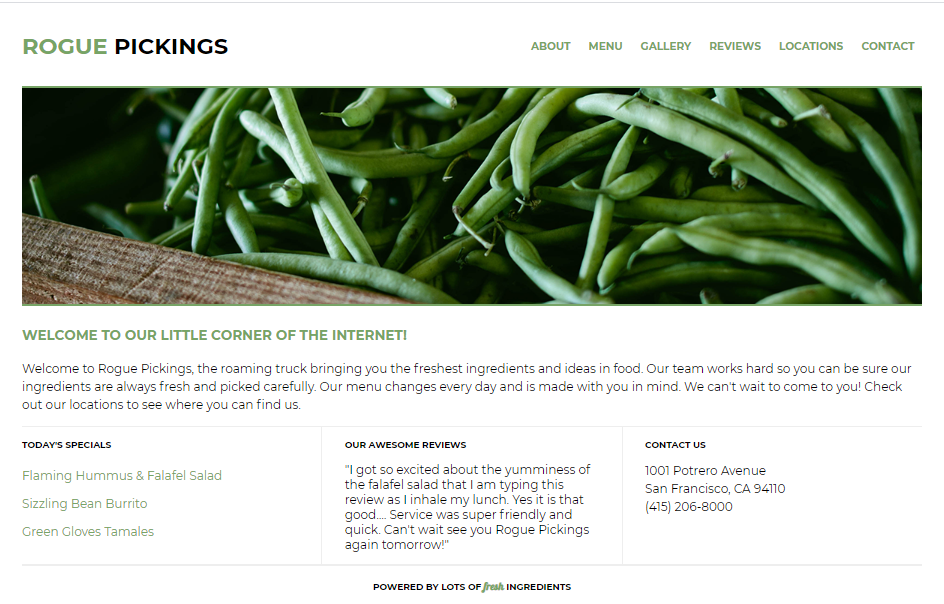 ROGUE PICKINGS
ABOUT MENU GALLERY REVIEWS LOCATIONS CONTACT
WELCOME TO OUR LITTLE CORNER OF THE INTERNET!
Welcome to Rogue Pickings, the roaming truck bringing you the freshest ingredients and ideas in food. Our team works hard so you can be sure our
ingredients are always fresh and picked carefully. Our menu changes every day and is made with you in mind. We can't wait to come to you! Check
out our locations to see where you can find us.
TODAY'S SPECIALS
Flaming Hummus & Falafel Salad
Sizzling Bean Burrito
Green Gloves Tamales
OUR AWESOME REVIEWS
"I got so excited about the yumminess of
the falafel salad that I am typing this
review as I inhale my lunch. Yes it is that
good.... Service was super friendly and
quick. Can't wait see you Rogue Pickings
again tomorrow!"
CONTACT US
1001 Potrero Avenue
San Francisco, CA 94110
(415) 206-8000
POWERED BY LOTS OF fresh INGREDIENTS